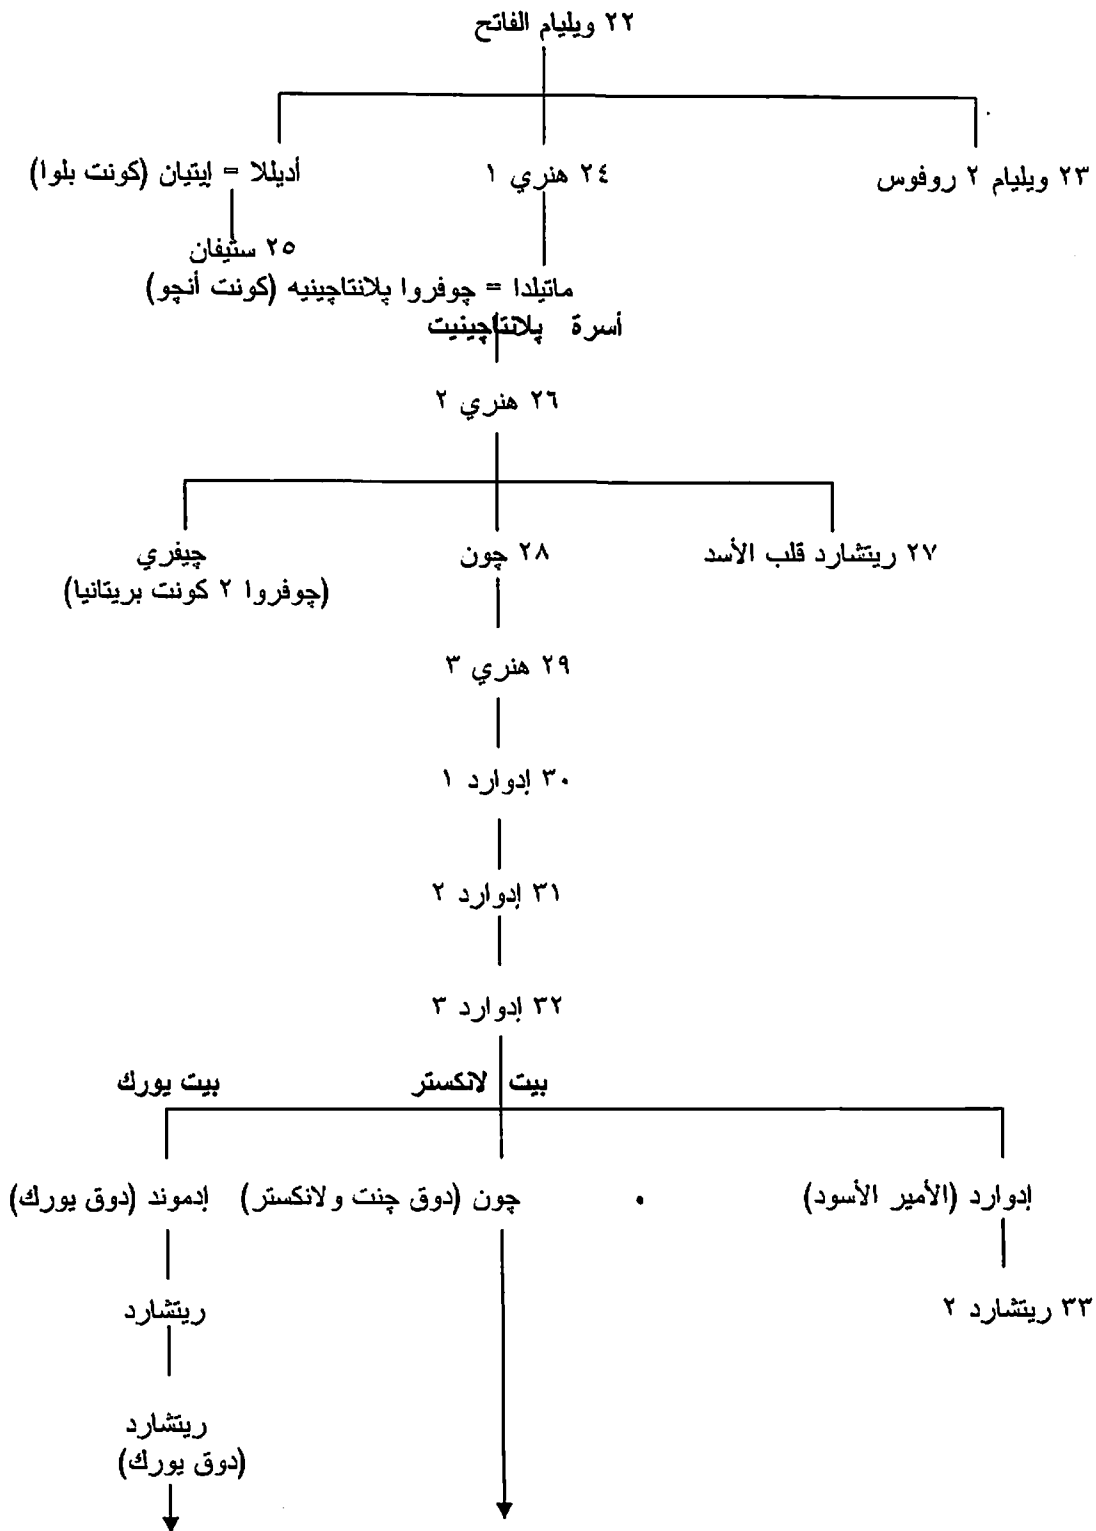 ٢٢ ويليام الفاتح
٢٣ ويليام ٢ روفوس
٢٤ هنري ١
أديللا = إيتيان (كونت بلوا)
٢٥ ستيفان
ماتيلدا = چوفروا پلانتاچينيه (كونت أنچو)
أسرة پلانتاچينيت
٢٦ هنري ٢
٢٧ ريتشارد قلب الأسد
٢٨ چون
چيفري
(چوفروا ٢ كونت بريتانيا)
٢٩ هنري ٣
٣٠ إدوارد ١
٣١ إدوارد ٢
٣٢ إدوارد ٣
بيت لانكستر
بيت يورك
إدوارد (الأمير الأسود)
چون (دوق چنت ولانكستر)
إدموند (دوق يورك)
٣٣ ريتشارد ٢
ريتشارد
ريتشارد
(دوق يورك)